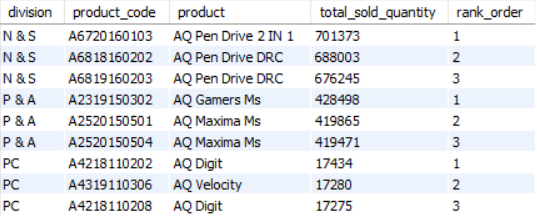 division product_code product total_sold_quantity rank_order
N & S A6720160103 AQ Pen Drive 2 IN 1 701373 1
N & S A6818160202 AQ Pen Drive DRC 688003 2
N & S A6819160203 AQ Pen Drive DRC 676245 3
P & A A2319150302 AQ Gamers Ms 428498 1
P & A A2520150501 AQ Maxima Ms 419865 2
P & A A2520150504 AQ Maxima Ms 419471 3
PC A4218110202 AQ Digit 17434 1
PC A4319110306 AQ Velocity 17280 2
PC A4218110208 AQ Digit 17275 3